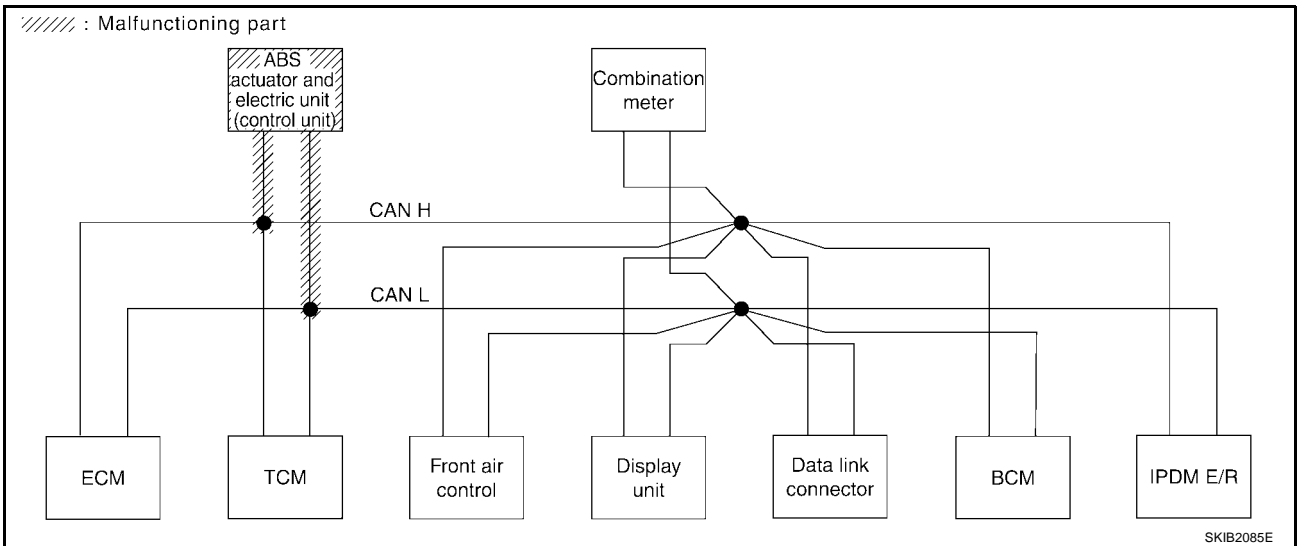 : Malfunctioning part
ABS
actuator and
electric unit
(control unit)
Combination
meter
CAN H
CAN L
ECM
TCM
Front air
control
Display
unit
Data link
connector
BCM
IPDM E/R
SKIB2085E